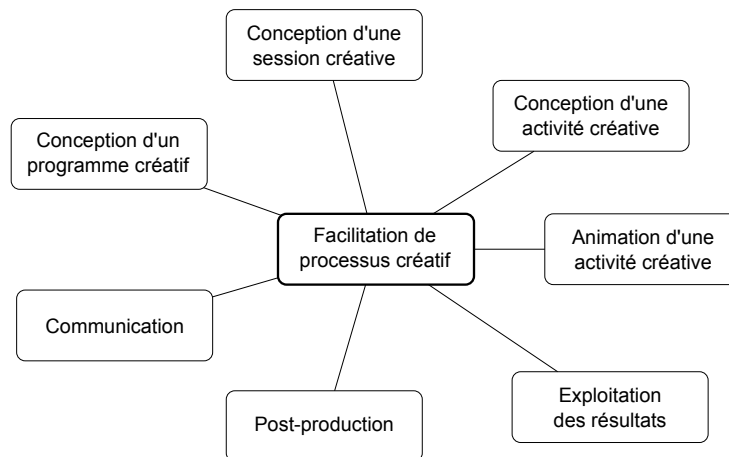 Conception d'une
session créative
Conception d'une
activité créative
Conception d'un
programme créatif
Facilitation de
processus créatif
Animation d'une
activité créative
Communication
Exploitation
des résultats
Post-production